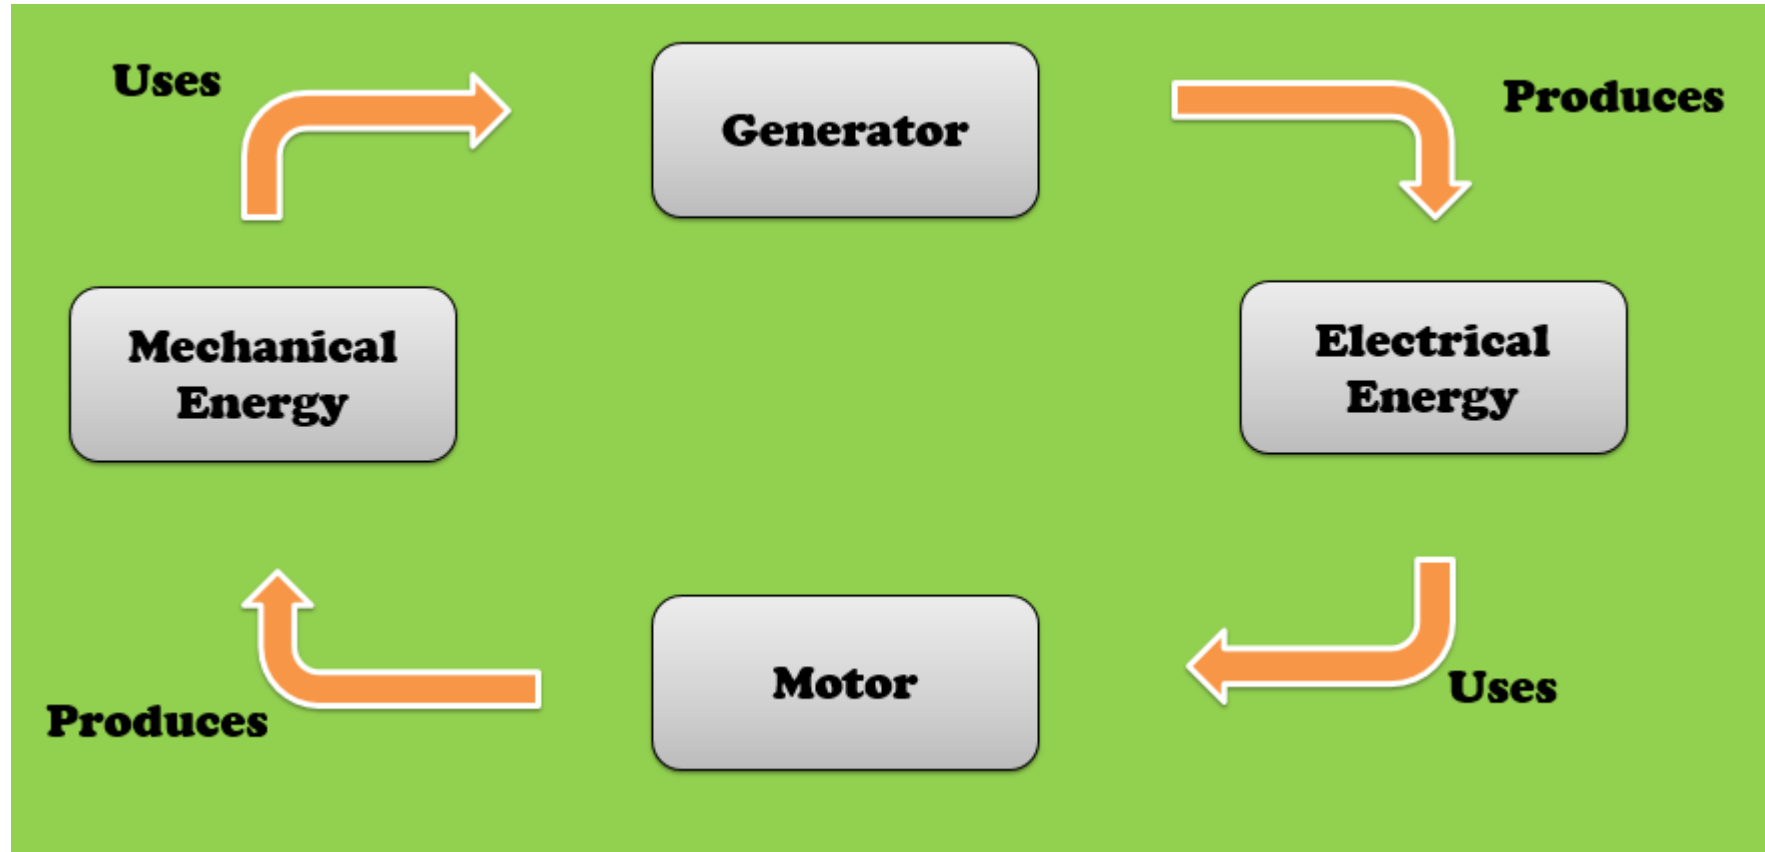 Uses
Generator
Produces
Mechanical
Energy
Electrical
Energy
Produces
Motor
Uses